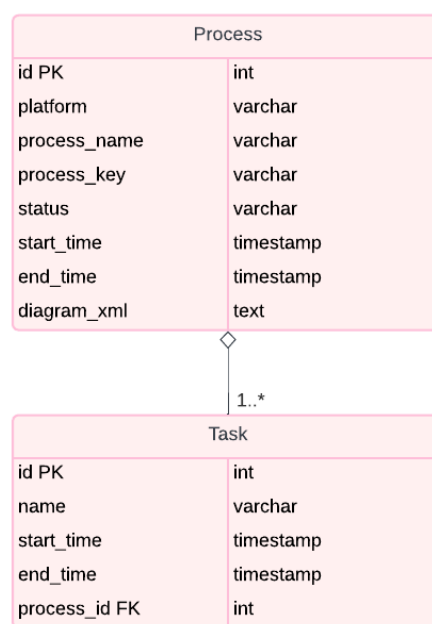 Process
id PK int
platform varchar
process_name varchar
process_key varchar
status varchar
start_time timestamp
end_time timestamp
diagram_xml text
1..*
Task
id PK int
name varchar
start_time timestamp
end_time timestamp
process_id FK int